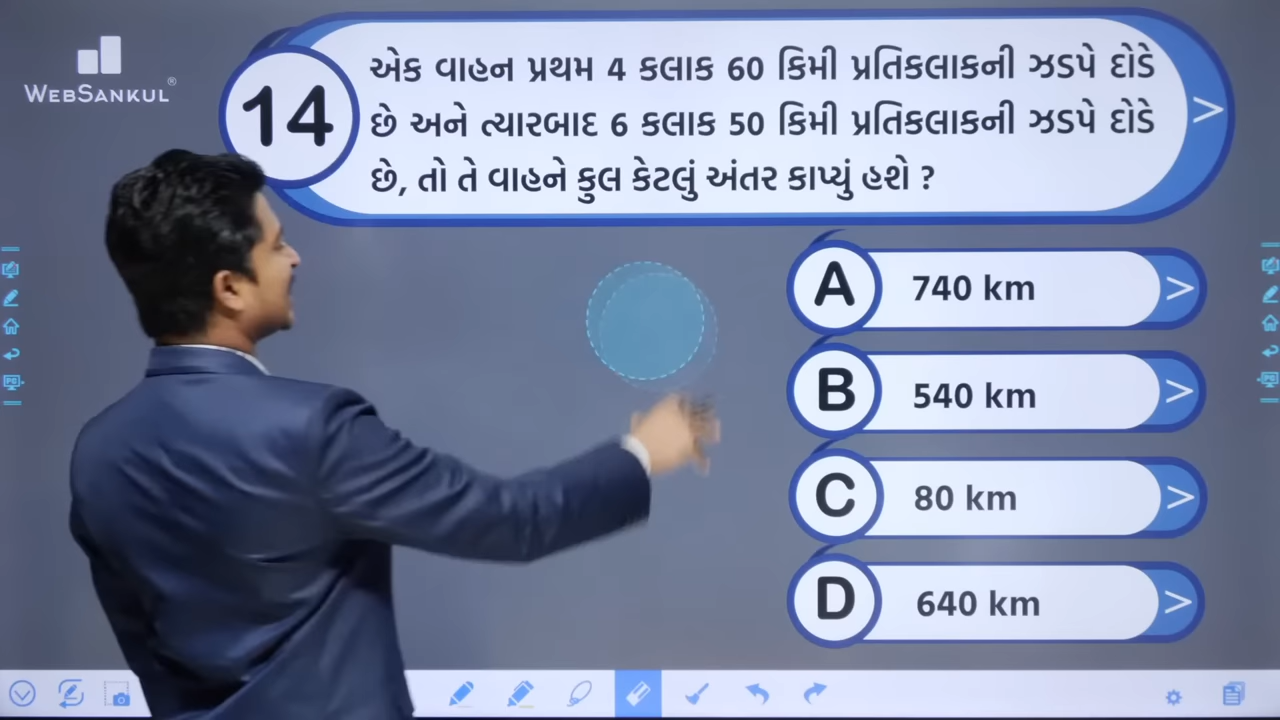 WEBSANKUL®
14
એક વાહન પ્રથમ 4 કલાક 60 કિમી પ્રતિકલાકની ઝડપે દોડે
છે અને ત્યારબાદ 6 કલાક 50 કિમી પ્રતિકલાકની ઝડપે દોડે
છે, તો તે વાહને કુલ કેટલું અંતર કાપ્યું હશે ?
>
A 740 km >
B 540 km >
C 80 km >
D 640 km >